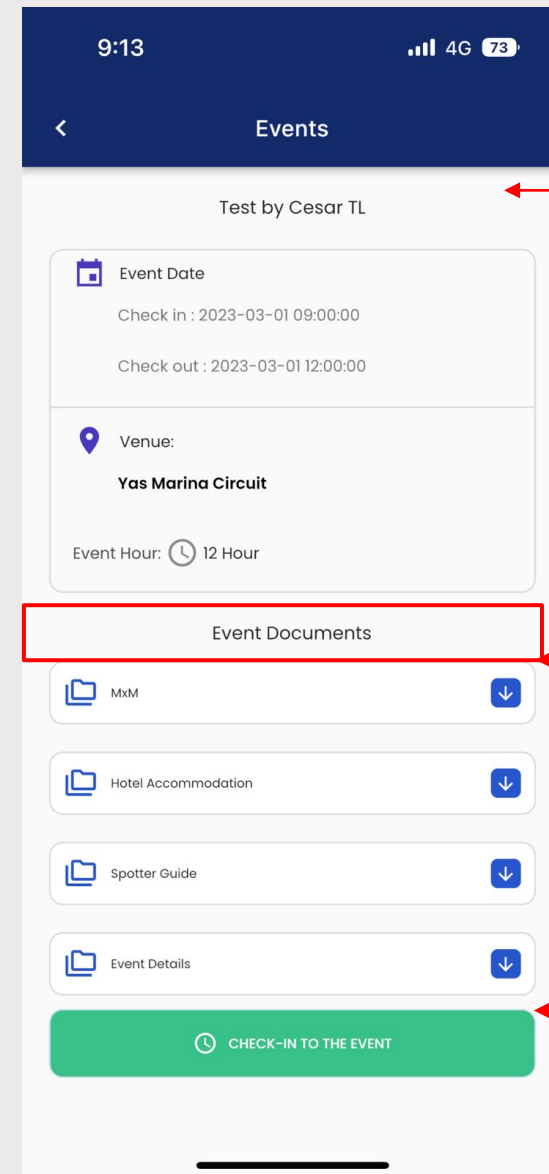 9:13
4G 73
Events
Test by Cesar TL
Event Date
Check in : 2023-03-01 09:00:00
Check out : 2023-03-01 12:00:00
Venue:
Yas Marina Circuit
Event Hour: 12 Hour
Event Documents
MxM
Hotel Accommodation
Spotter Guide
Event Details
CHECK-IN TO THE EVENT